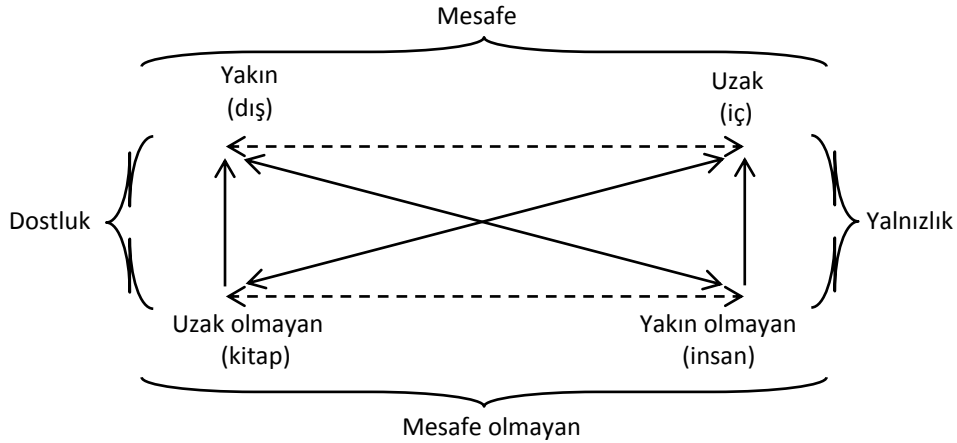 Mesafe
Yakın
(dış)
Uzak
(iç)
Dostluk
Yalnızlık
Uzak olmayan
(kitap)
Yakın olmayan
(insan)
Mesafe olmayan